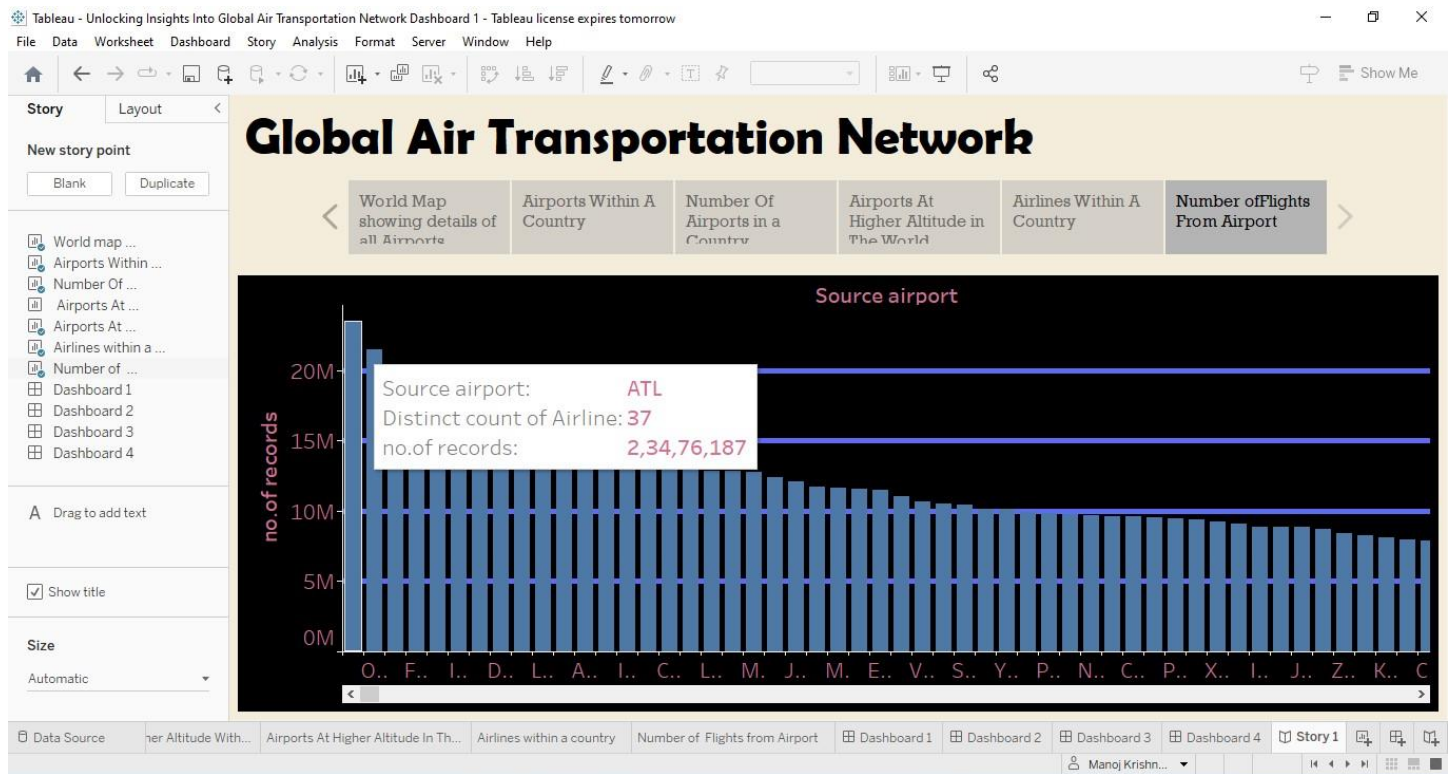 Tableau - Unlocking Insights Into Global Air Transportation Network Dashboard 1 - Tableau license expires tomorrow
File Data Worksheet Dashboard Story Analysis Format Server Window Help
Show Me
Story Layout
New story point
Blank Duplicate
World map ...
Airports Within ...
Number Of ...
Airports At ...
Airports At ...
Airlines within a ...
Number of ...
Dashboard 1
Dashboard 2
Dashboard 3
Dashboard 4
A Drag to add text
Show title
Size
Automatic
Global Air Transportation Network
World Map
showing details of
all Airports
Airports Within A
Country
Number Of
Airports in a
Country
Airports At
Higher Altitude in
The World
Airlines Within A
Country
Number ofFlights
From Airport
Source airport
no.of records
20M
15M
10M
5M
0M
Source airport: ATL
Distinct count of Airline: 37
no.of records: 2,34,76,187
O.. F.. I.. D.. L.. A.. I.. C.. L.. M. J.. M. E.. V.. S.. Y.. P.. N.. C.. P.. X.. I.. J.. Z.. K.. C
Data Source her Altitude With... Airports At Higher Altitude In Th... Airlines within a country Number of Flights from Airport Dashboard 1 Dashboard 2 Dashboard 3 Dashboard 4 Story 1
Manoj Krishn...